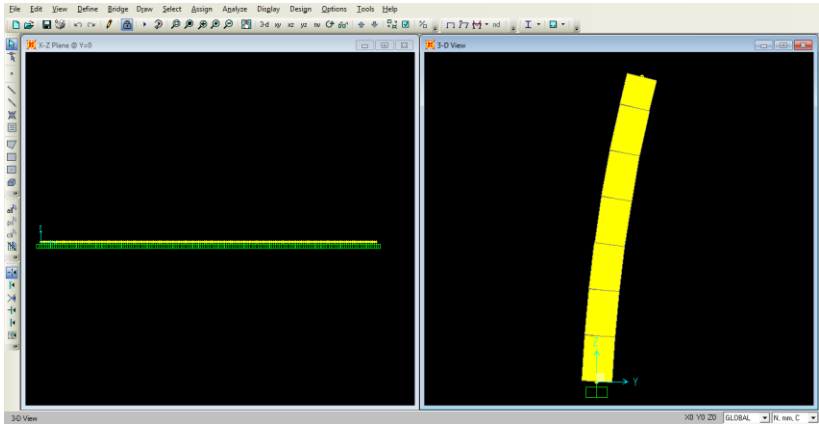 File Edit View Define Bridge Draw Select Assign Analyze Display Design Options Tools Help
3-d xy xz yz nv
nd
X-Z Plane @ Y=0
3-D View
Z
Y
3-D View
X0 Y0 Z0
GLOBAL
N, mm, C